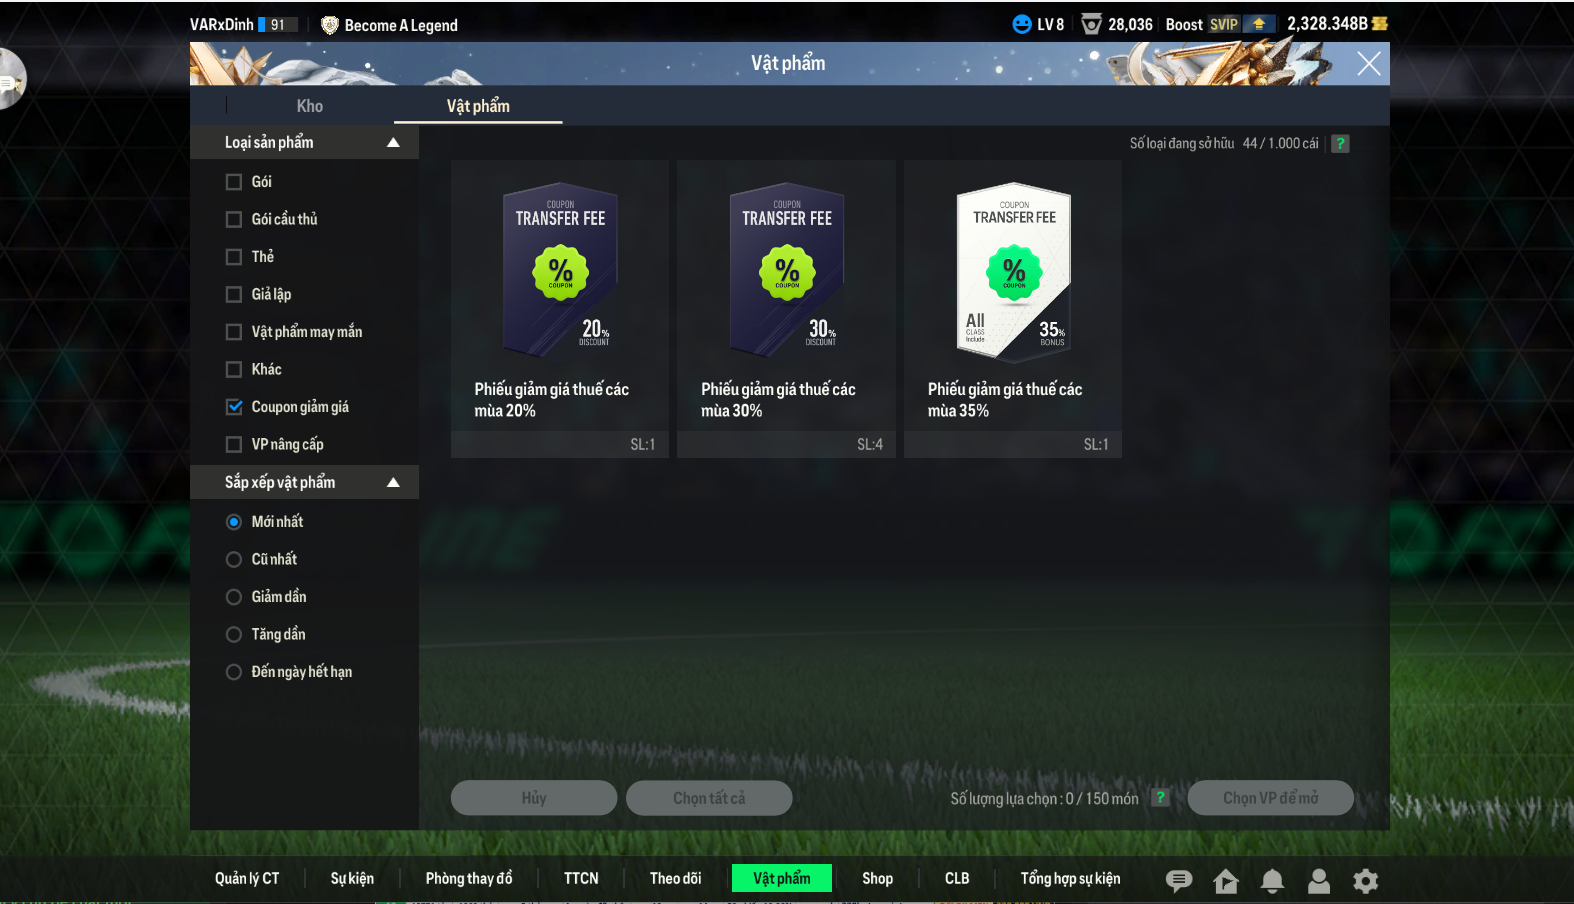 VARxDinh 91 Become A Legend LV 8 28,036 Boost SVIP 2,328.348B
Vật phẩm
Kho Vật phẩm
Loại sản phẩm
Số loại đang sở hữu 44 / 1.000 cái ?
Gói
Gói cầu thủ
Thẻ
Giả lập
Vật phẩm may mắn
Khác
Coupon giảm giá
VP nâng cấp
Sắp xếp vật phẩm
Mới nhất
Cũ nhất
Giảm dần
Tăng dần
Đến ngày hết hạn
COUPON
TRANSFER FEE
%
COUPON
20%
DISCOUNT
Phiếu giảm giá thuế các
mùa 20%
SL:1
COUPON
TRANSFER FEE
%
COUPON
30%
DISCOUNT
Phiếu giảm giá thuế các
mùa 30%
SL:4
COUPON
TRANSFER FEE
%
COUPON
All
CLASS
Include
35%
BONUS
Phiếu giảm giá thuế các
mùa 35%
SL:1
Hủy Chọn tất cả Số lượng lựa chọn : 0 / 150 món ? Chọn VP để mở
Quản lý CT Sự kiện Phòng thay đồ TTCN Theo dõi Vật phẩm Shop CLB Tổng hợp sự kiện